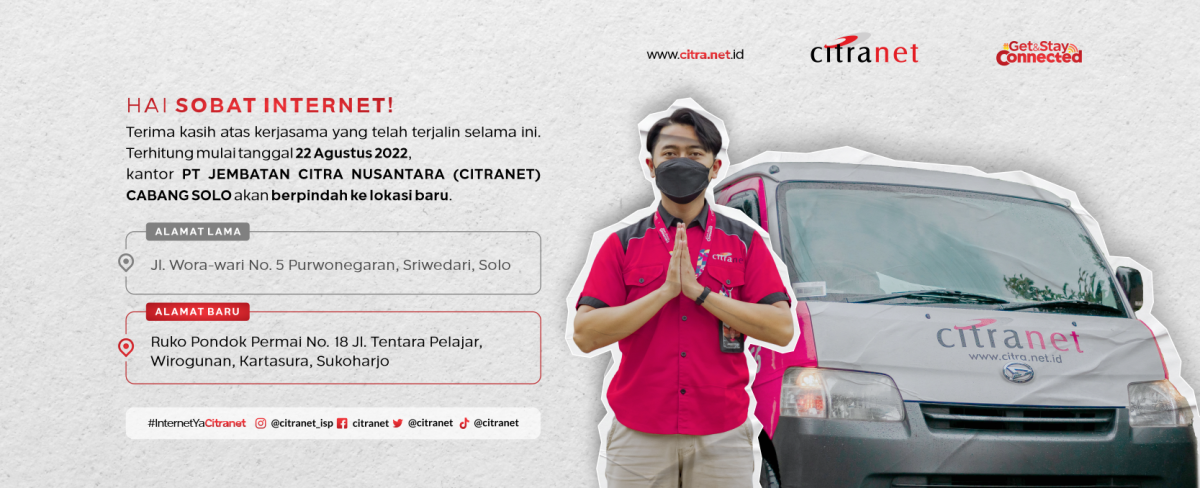 www.citra.net.id
citranet
Get&Stay
Connected
HAI SOBAT INTERNET!
Terima kasih atas kerjasama yang telah terjalin selama ini.
Terhitung mulai tanggal 22 Agustus 2022,
kantor PT JEMBATAN CITRA NUSANTARA (CITRANET)
CABANG SOLO akan berpindah ke lokasi baru.
ALAMAT LAMA
Jl. Wora-wari No. 5 Purwonegaran, Sriwedari, Solo
ALAMAT BARU
Ruko Pondok Permai No. 18 Jl. Tentara Pelajar,
Wirogunan, Kartasura, Sukoharjo
#InternetYaCitranet @citranet_isp citranet @citranet @citranet
citranet
citranet
www.citra.net.id